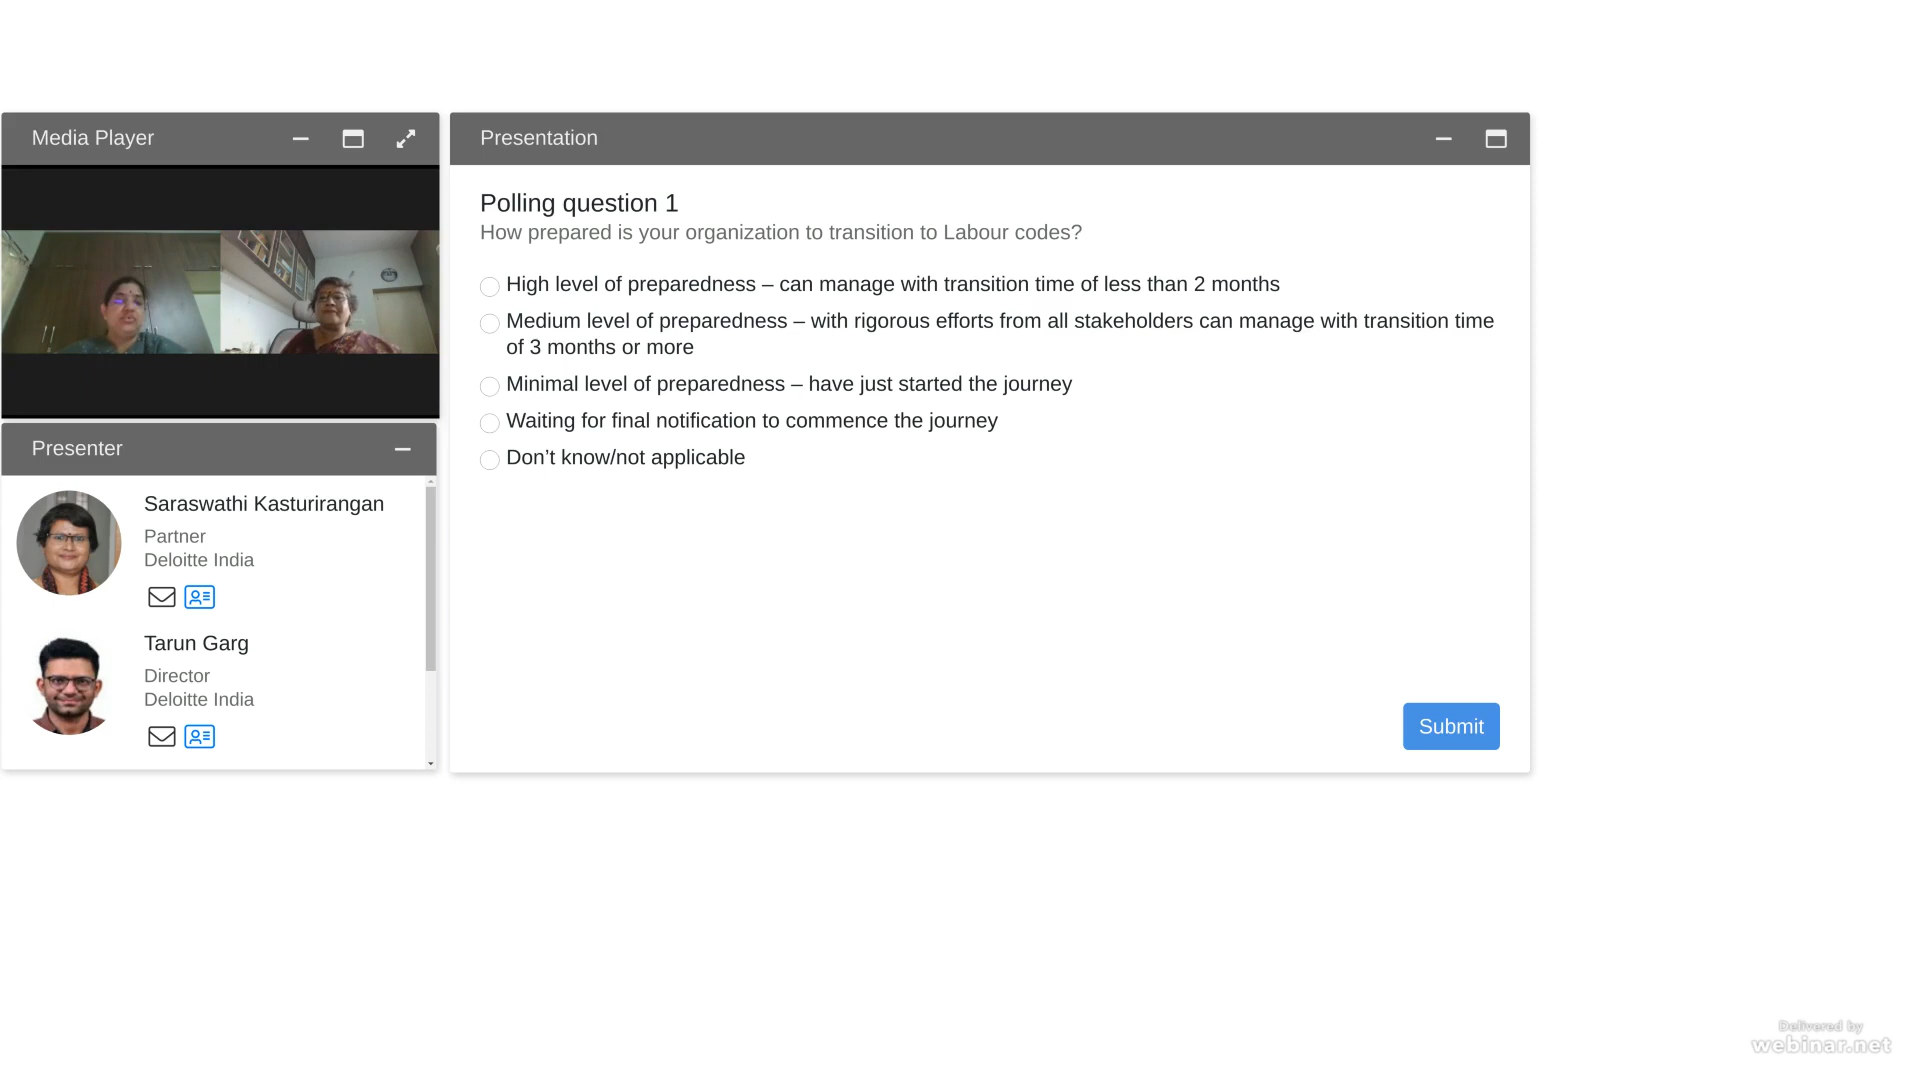 Media Player
Presentation
Polling question 1
How prepared is your organization to transition to Labour codes?
High level of preparedness – can manage with transition time of less than 2 months
Medium level of preparedness – with rigorous efforts from all stakeholders can manage with transition time
of 3 months or more
Minimal level of preparedness – have just started the journey
Waiting for final notification to commence the journey
Don’t know/not applicable
Submit
Presenter
Saraswathi Kasturirangan
Partner
Deloitte India
Tarun Garg
Director
Deloitte India
Delivered by
webinar.net